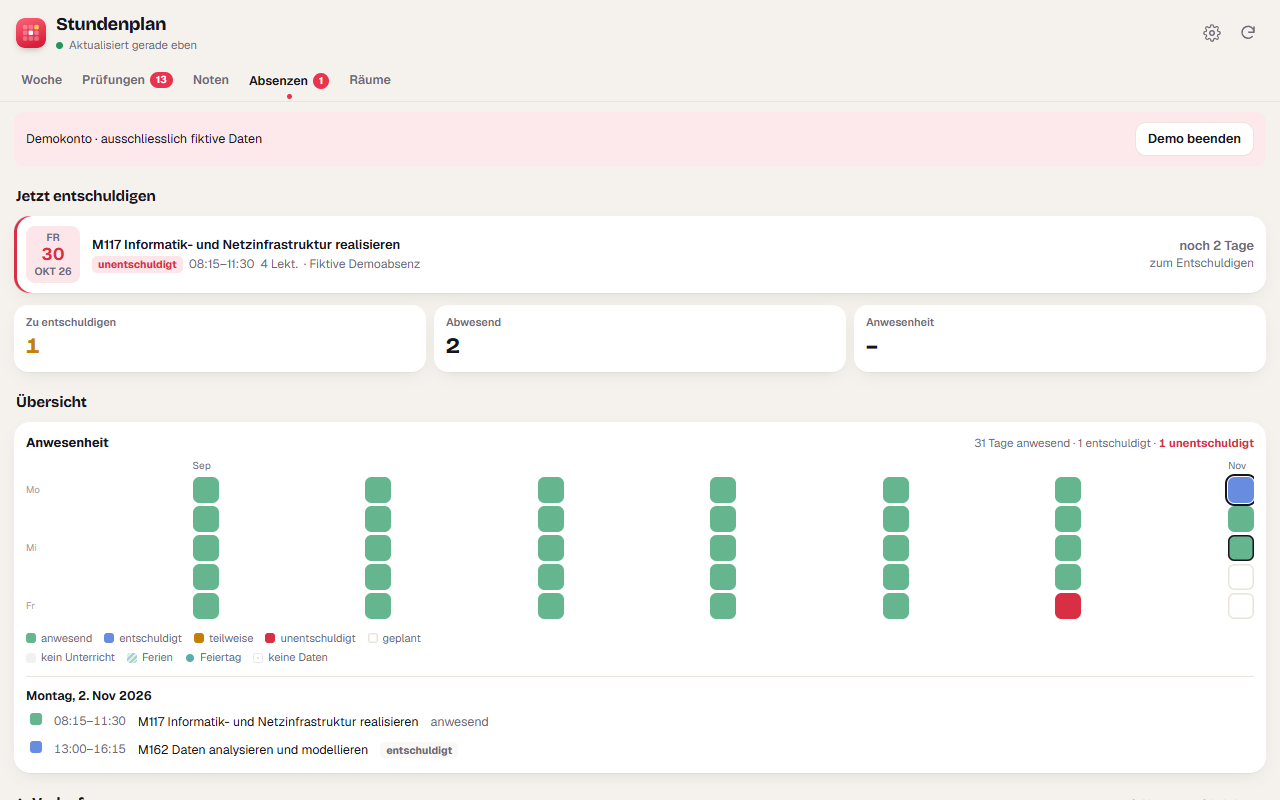 Stundenplan
Aktualisiert gerade eben
Woche Prüfungen 13 Noten Absenzen 1 Räume
Demokonto · ausschliesslich fiktive Daten Demo beenden
Jetzt entschuldigen
FR
30
OKT 26
M117 Informatik- und Netzinfrastruktur realisieren
unentschuldigt 08:15–11:30 4 Lekt. · Fiktive Demoabsenz
noch 2 Tage
zum Entschuldigen
Zu entschuldigen
1
Abwesend
2
Anwesenheit
–
Übersicht
Anwesenheit 31 Tage anwesend · 1 entschuldigt · 1 unentschuldigt
Sep Nov
Mo
Mi
Fr
anwesend entschuldigt teilweise unentschuldigt geplant
kein Unterricht Ferien Feiertag keine Daten
Montag, 2. Nov 2026
08:15–11:30 M117 Informatik- und Netzinfrastruktur realisieren anwesend
13:00–16:15 M162 Daten analysieren und modellieren entschuldigt